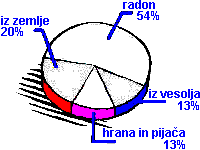 radon
54%
iz zemlje
20%
iz vesolja
13%
hrana in pijača
13%